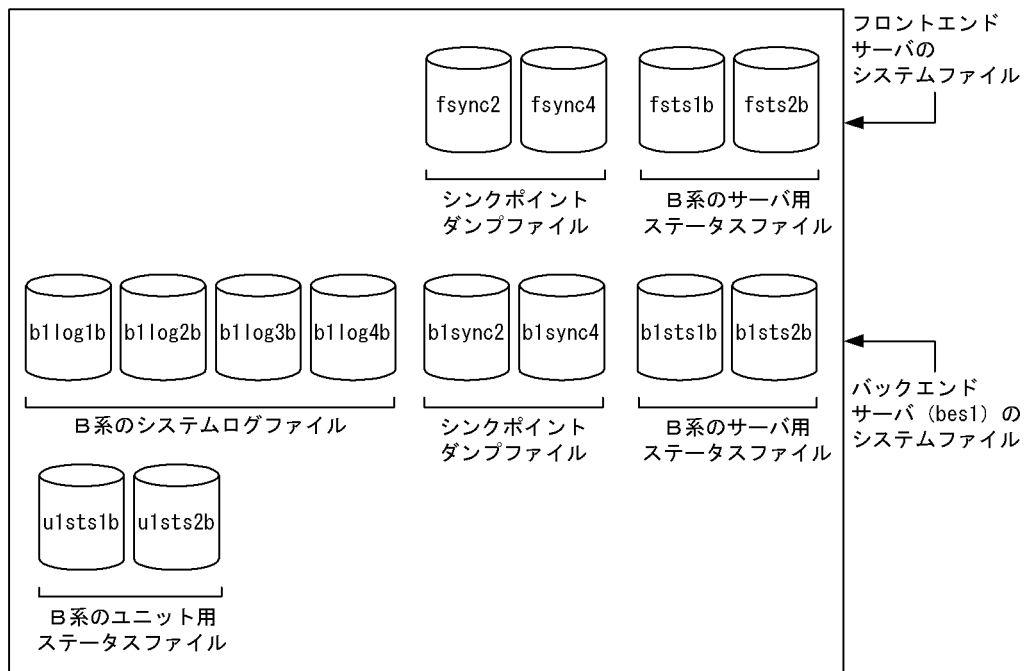 フロントエンド
サーバの
システムファイル
fsync2 fsync4 fsts1b fsts2b
シンクポイント
ダンプファイル
B系のサーバ用
ステータスファイル
b1log1b b1log2b b1log3b b1log4b b1sync2 b1sync4 b1sts1b b1sts2b
B系のシステムログファイル
シンクポイント
ダンプファイル
B系のサーバ用
ステータスファイル
バックエンド
サーバ(bes1)の
システムファイル
u1sts1b u1sts2b
B系のユニット用
ステータスファイル